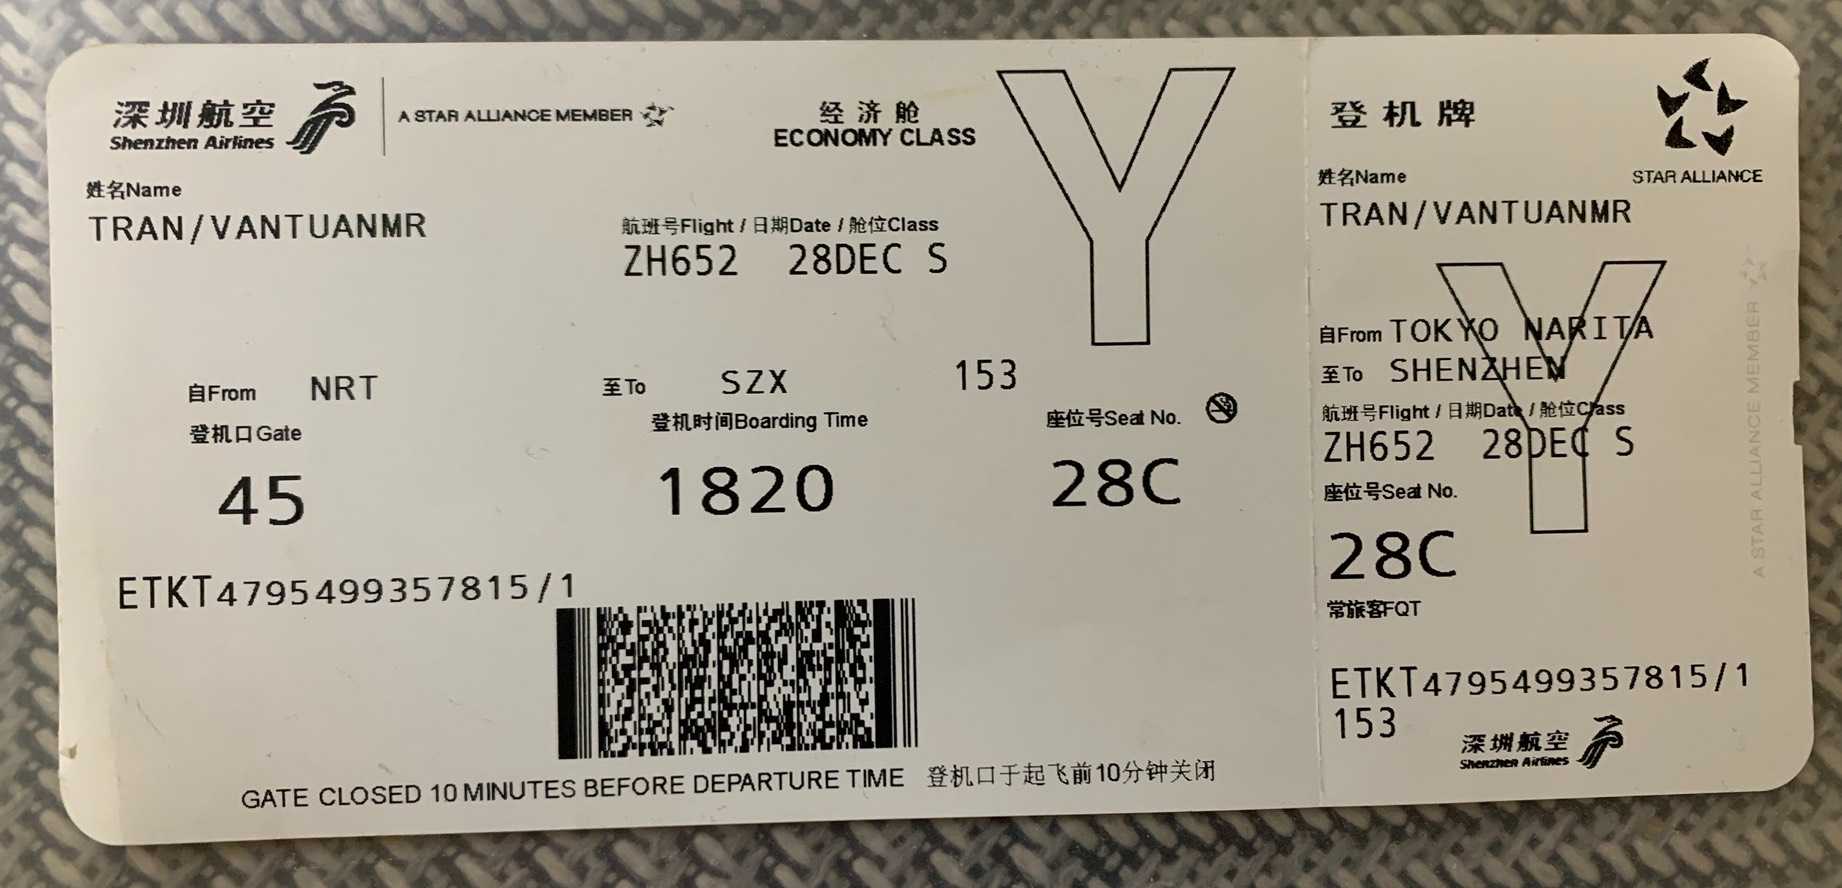 深圳航空
Shenzhen Airlines
A STAR ALLIANCE MEMBER
经济舱
ECONOMY CLASS
Y
姓名Name
TRAN/VANTUANMR
航班号Flight / 日期Date / 舱位Class
ZH652 28DEC S
自From NRT 至To SZX 153
登机口Gate 登机时间Boarding Time 座位号Seat No.
45 1820 28C
ETKT4795499357815/1
GATE CLOSED 10 MINUTES BEFORE DEPARTURE TIME 登机口于起飞前10分钟关闭
登机牌
STAR ALLIANCE
姓名Name
TRAN/VANTUANMR
Y
自From TOKYO NARITA
至To SHENZHEN
航班号Flight / 日期Date / 舱位Class
ZH652 28DEC S
座位号Seat No.
28C
常旅客FQT
ETKT4795499357815/1
153
深圳航空
Shenzhen Airlines
A STAR ALLIANCE MEMBER